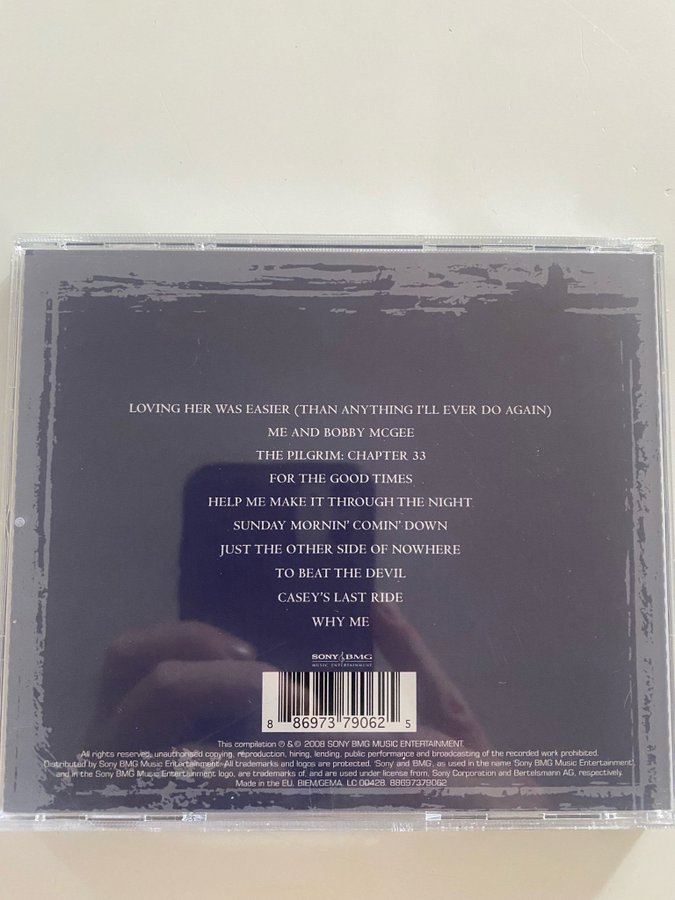 LOVING HER WAS EASIER (THAN ANYTHING I'LL EVER DO AGAIN)
ME AND BOBBY MCGEE
THE PILGRIM: CHAPTER 33
FOR THE GOOD TIMES
HELP ME MAKE IT THROUGH THE NIGHT
SUNDAY MORNIN' COMIN' DOWN
JUST THE OTHER SIDE OF NOWHERE
TO BEAT THE DEVIL
CASEY'S LAST RIDE
WHY ME
SONY BMG
MUSIC ENTERTAINMENT
8 86973 79062 5
This compilation ℗ & © 2008 SONY BMG MUSIC ENTERTAINMENT.
All rights reserved, unauthorised copying, reproduction, hiring, lending, public performance and broadcasting of the recorded work prohibited.
Distributed by Sony BMG Music Entertainment. All trademarks and logos are protected. 'Sony and BMG', as used in the name 'Sony BMG Music Entertainment',
and in the Sony BMG Music Entertainment logo, are trademarks of, and are used under license from, Sony Corporation and Bertelsmann AG, respectively.
Made in the EU. BIEM/GEMA. LC 00428. 88697379062